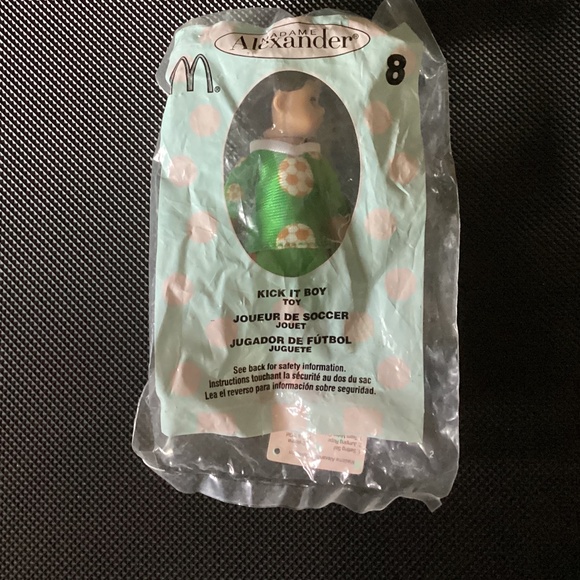 MADAME
Alexander®
M®
8
KICK IT BOY
TOY
JOUEUR DE SOCCER
JOUET
JUGADOR DE FÚTBOL
JUGUETE
See back for safety information.
Instructions touchant la sécurité au dos du sac
Lea el reverso para información sobre seguridad.